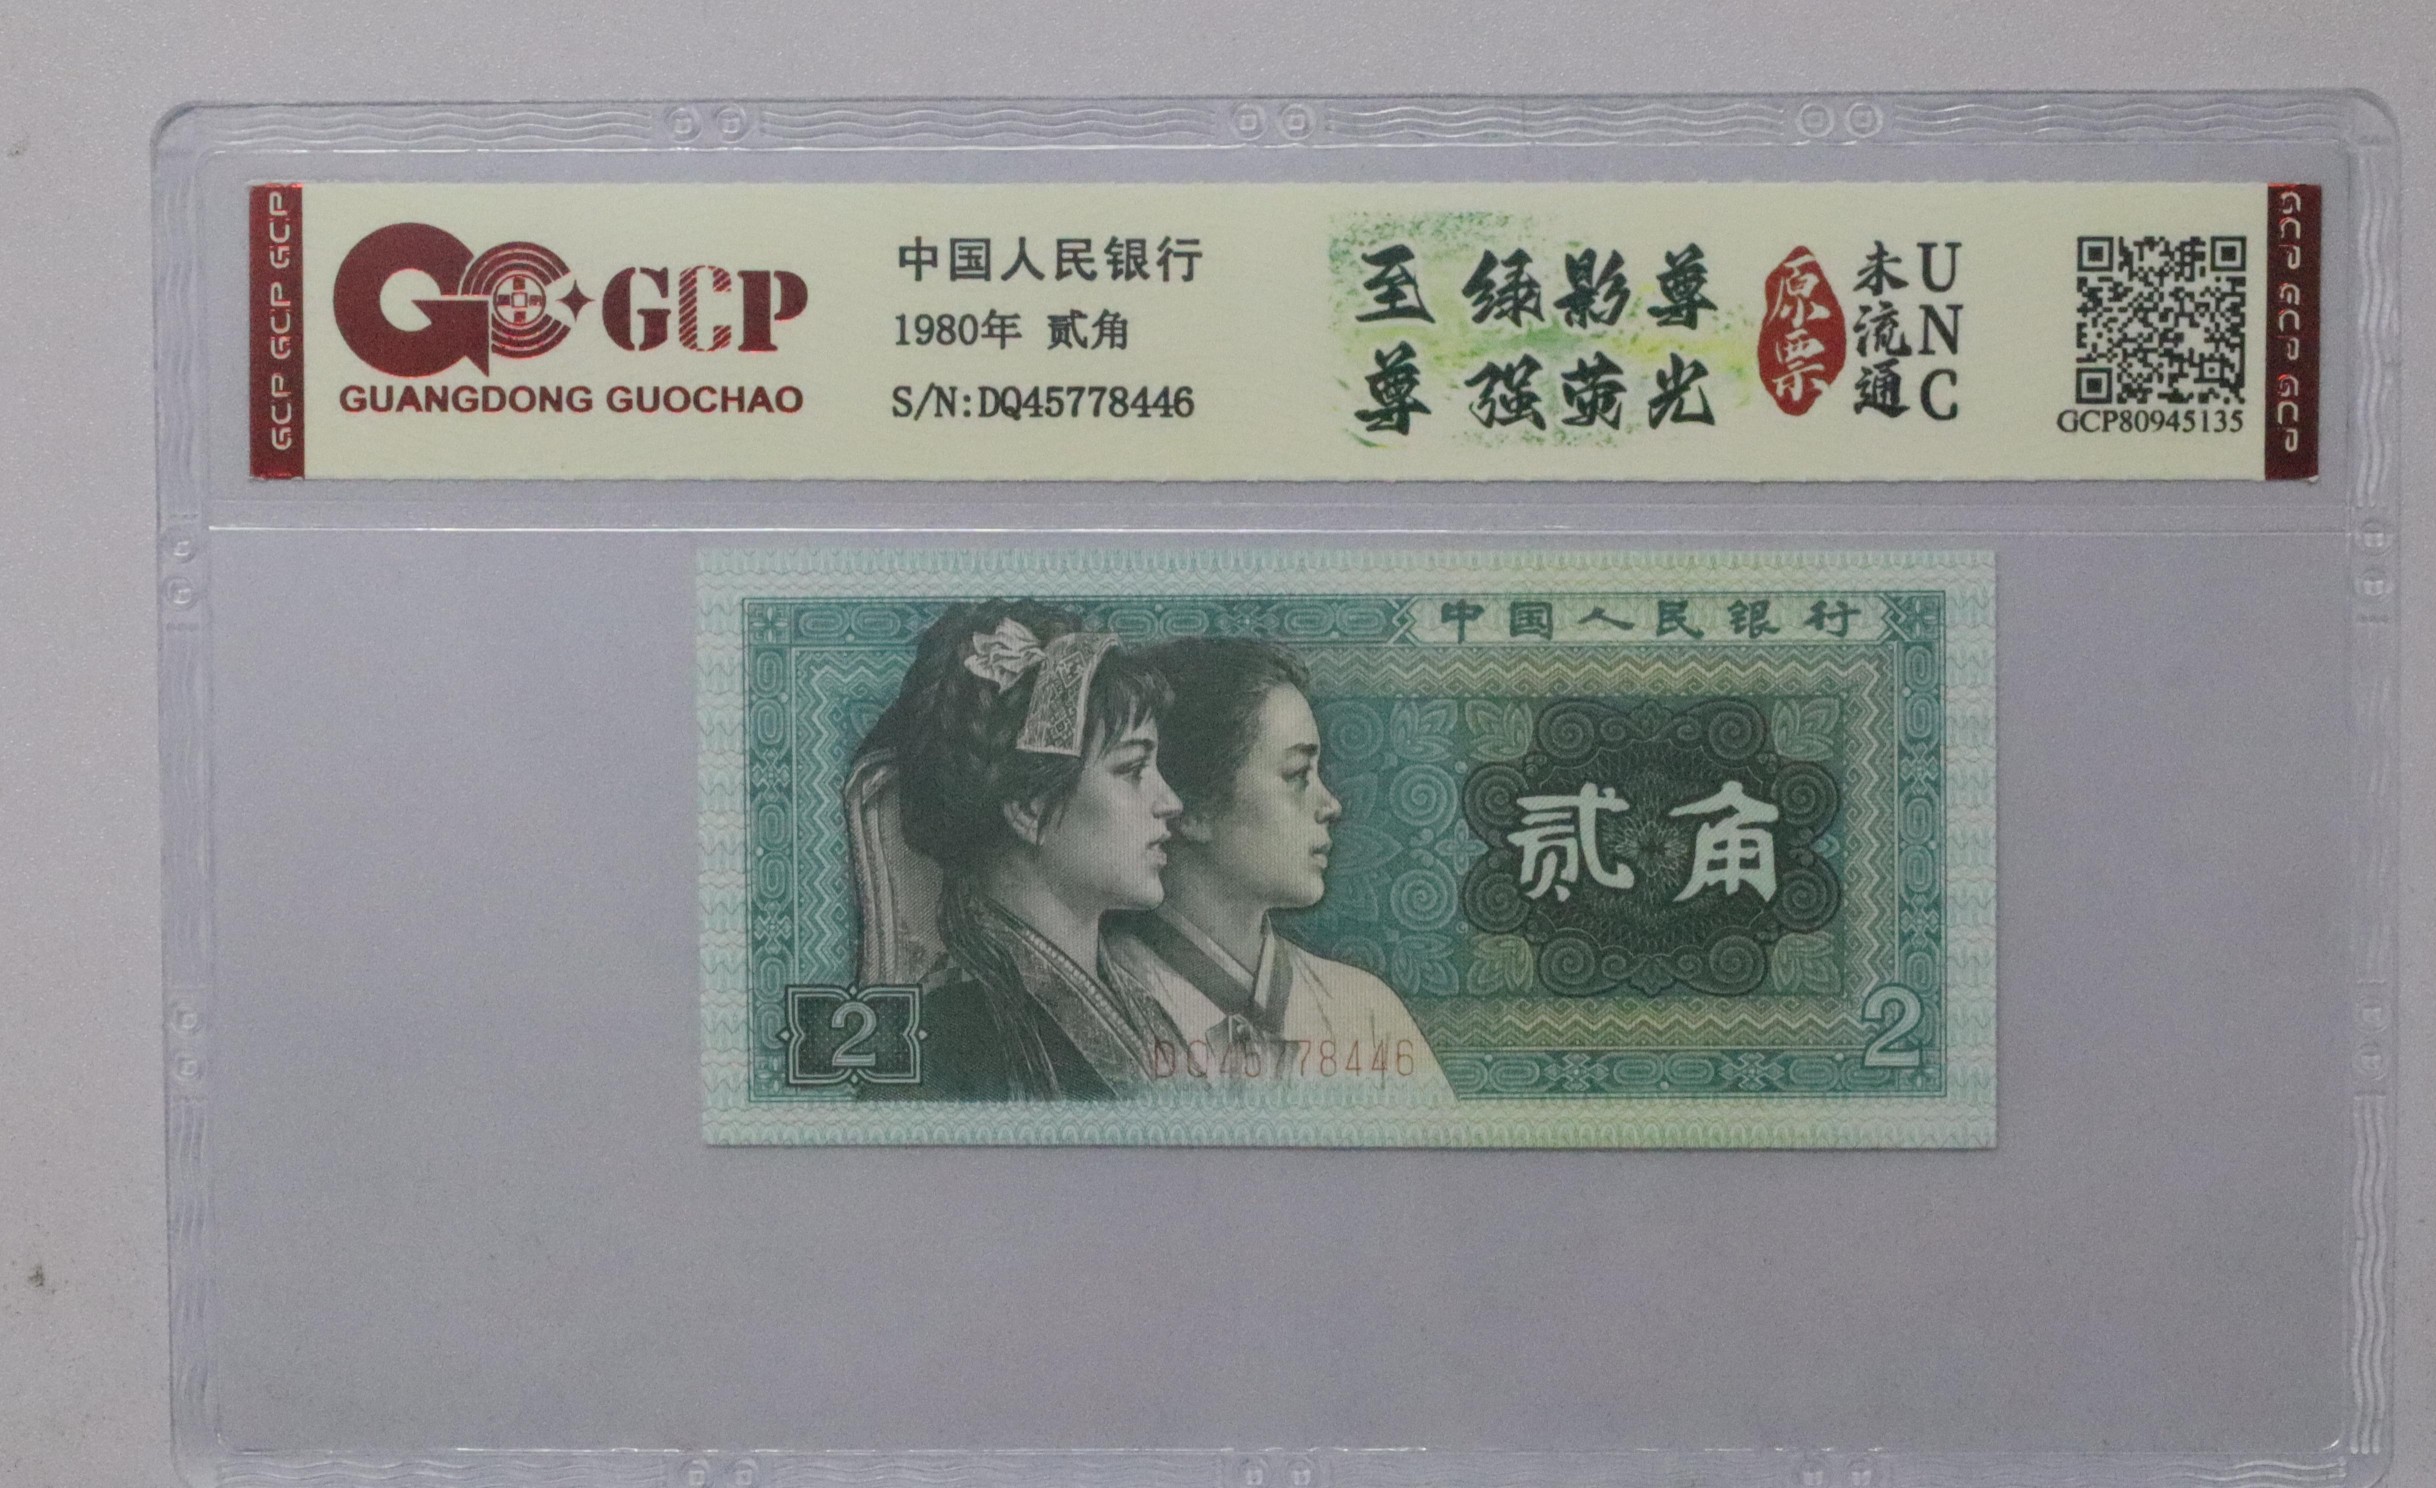 GCP GCP GCP
GCP
GUANGDONG GUOCHAO
中国人民银行
1980年 贰角
S/N:DQ45778446
至尊
绿影尊
强荧光
原票
未流通
UNC
GCP80945135
GCP GCP GCP
中国人民银行
贰角
2
2
DQ45778446